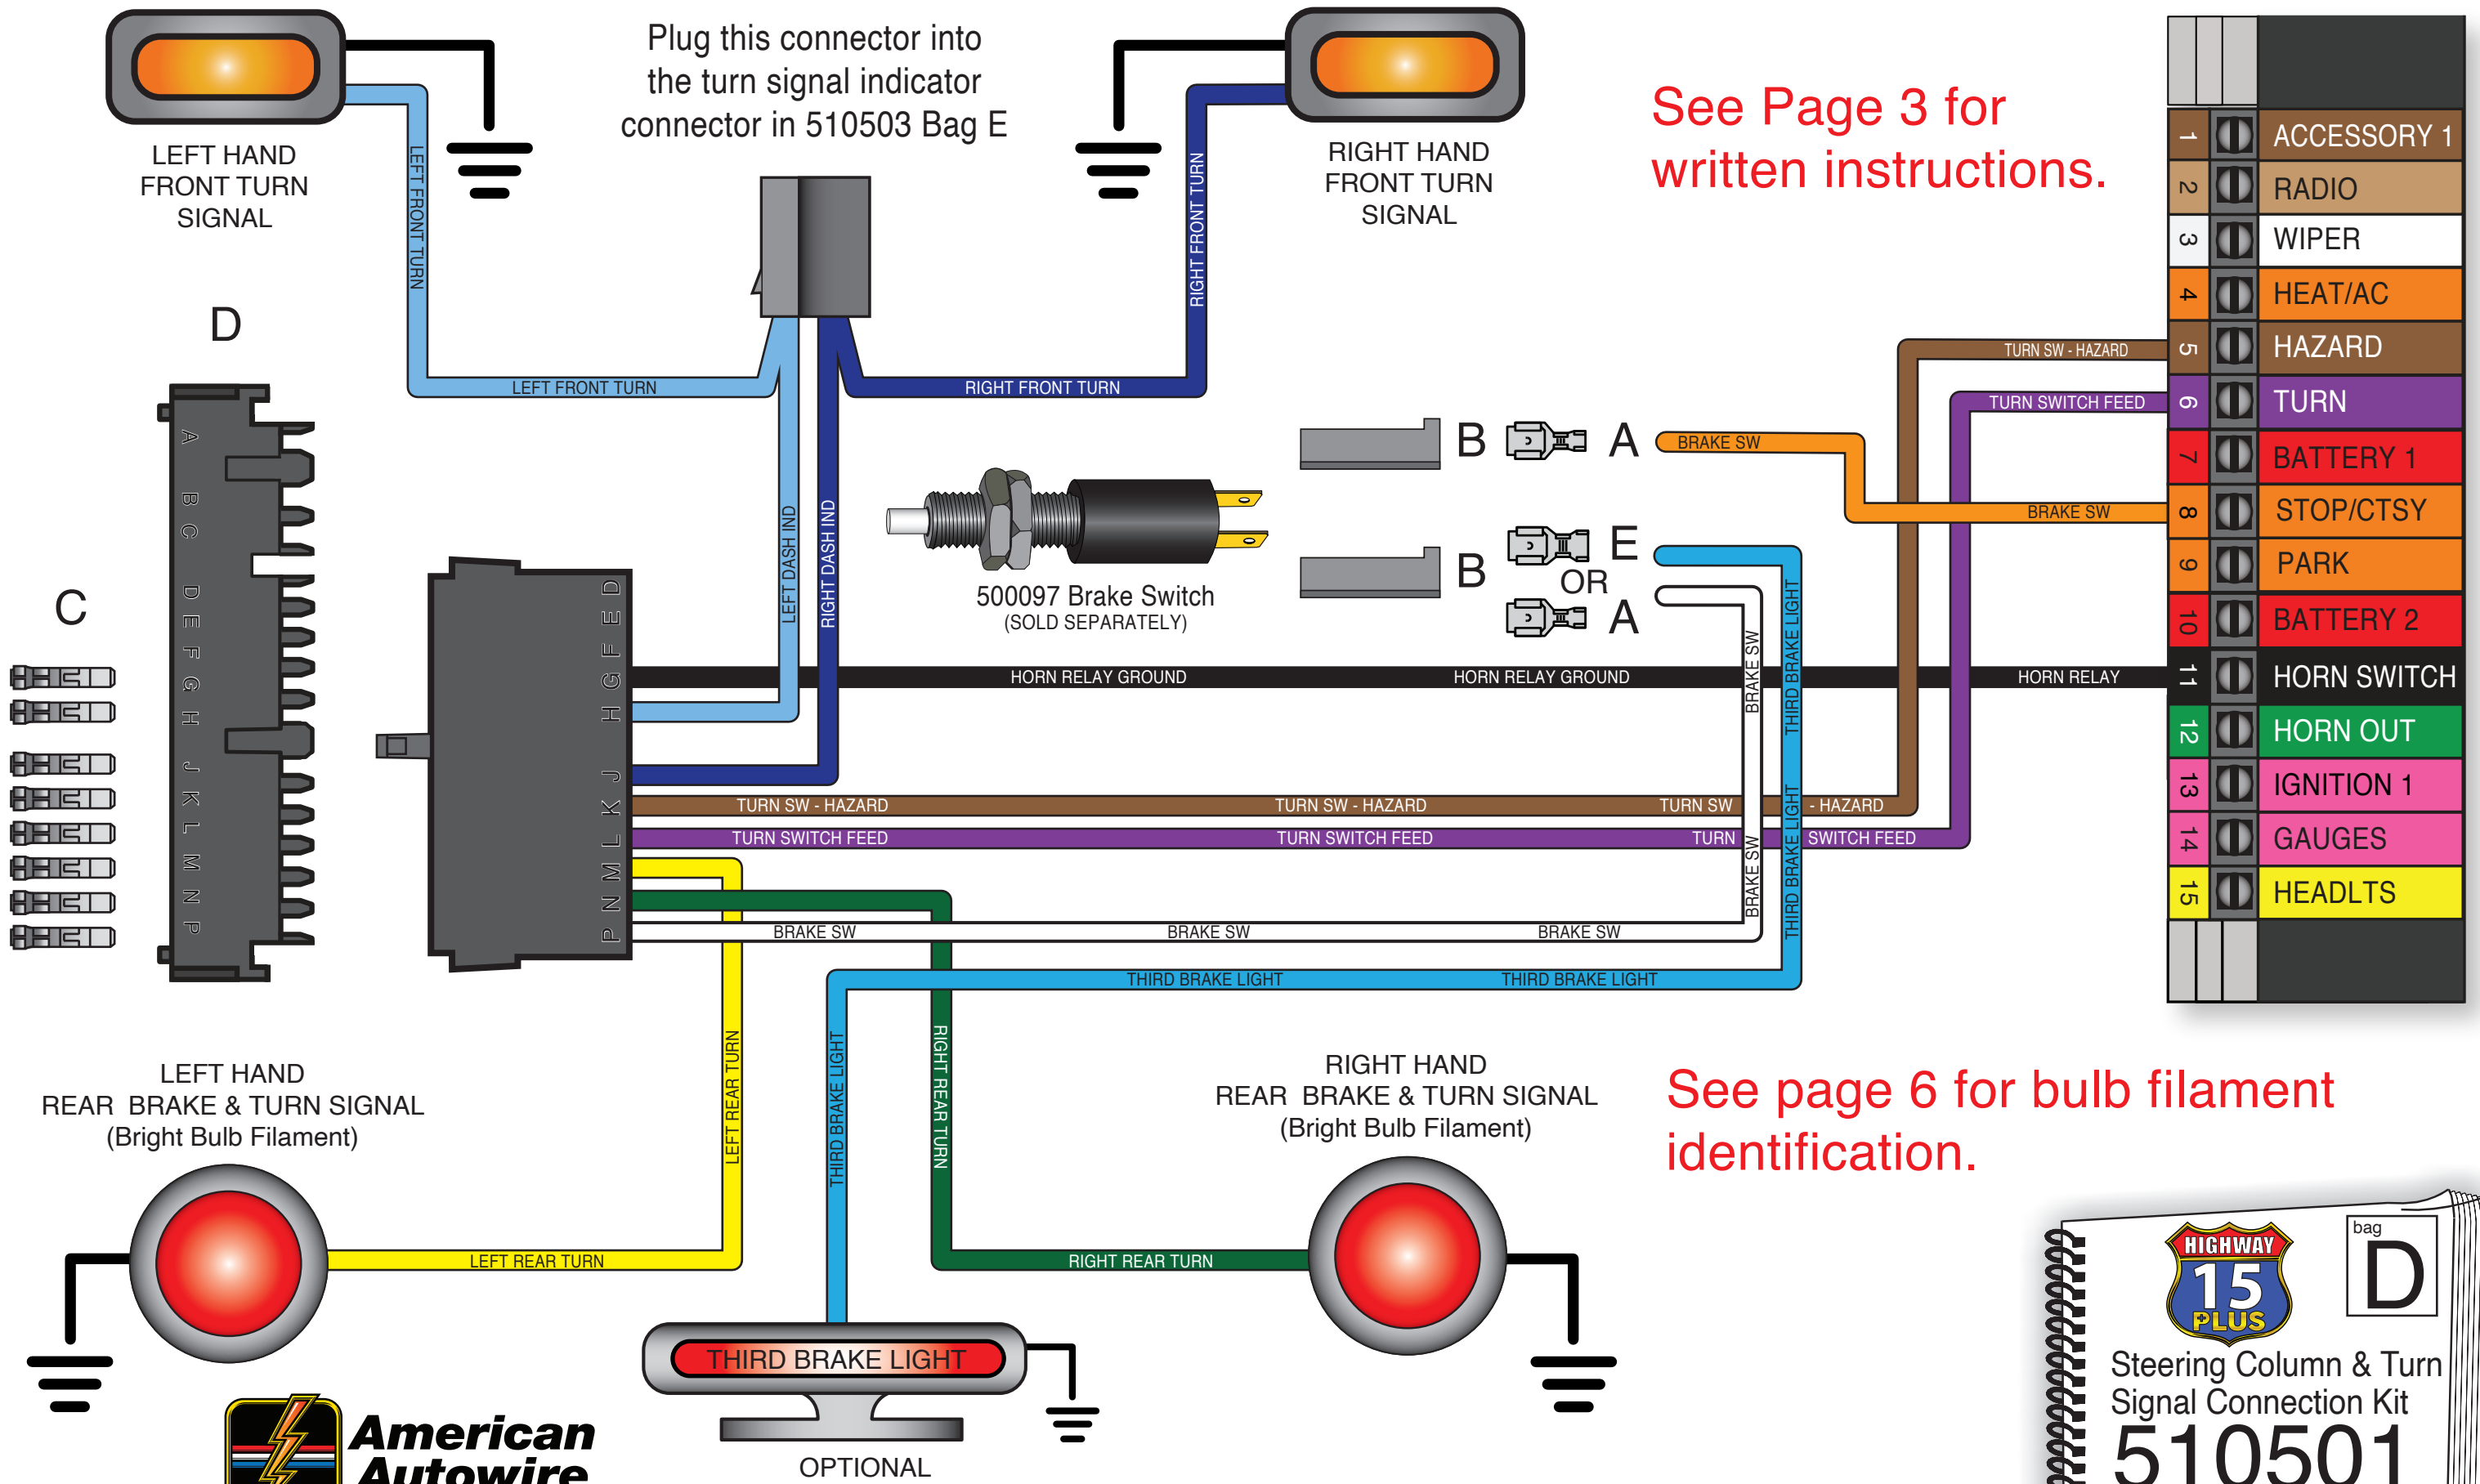 LEFT HAND
FRONT TURN
SIGNAL
Plug this connector into
the turn signal indicator
connector in 510503 Bag E
RIGHT HAND
FRONT TURN
SIGNAL
See Page 3 for
written instructions.
LEFT FRONT TURN
RIGHT FRONT TURN
LEFT FRONT TURN
RIGHT FRONT TURN
1 ACCESSORY 1
2 RADIO
3 WIPER
4 HEAT/AC
TURN SW - HAZARD 5 HAZARD
TURN SWITCH FEED 6 TURN
7 BATTERY 1
BRAKE SW 8 STOP/CTSY
9 PARK
10 BATTERY 2
HORN RELAY 11 HORN SWITCH
12 HORN OUT
13 IGNITION 1
14 GAUGES
15 HEADLTS
D
A
B
C
D
E
F
G
H
J
K
L
M
N
P
C
D
E
F
G
H
J
K
L
M
N
P
LEFT DASH IND
RIGHT DASH IND
B A BRAKE SW
500097 Brake Switch
(SOLD SEPARATELY)
B E
OR
A
HORN RELAY GROUND HORN RELAY GROUND
BRAKE SW
BRAKE SW
THIRD BRAKE LIGHT
THIRD BRAKE LIGHT
THIRD BRAKE LIGHT
THIRD BRAKE LIGHT
TURN SW - HAZARD TURN SW - HAZARD TURN SW - HAZARD
TURN SWITCH FEED TURN SWITCH FEED TURN SWITCH FEED
BRAKE SW BRAKE SW BRAKE SW
THIRD BRAKE LIGHT THIRD BRAKE LIGHT
LEFT REAR TURN
THIRD BRAKE LIGHT
RIGHT REAR TURN
LEFT HAND
REAR BRAKE & TURN SIGNAL
(Bright Bulb Filament)
RIGHT HAND
REAR BRAKE & TURN SIGNAL
(Bright Bulb Filament)
See page 6 for bulb filament
identification.
LEFT REAR TURN
RIGHT REAR TURN
THIRD BRAKE LIGHT
OPTIONAL
American
Autowire
HIGHWAY
15
PLUS
bag
D
Steering Column & Turn
Signal Connection Kit
510501